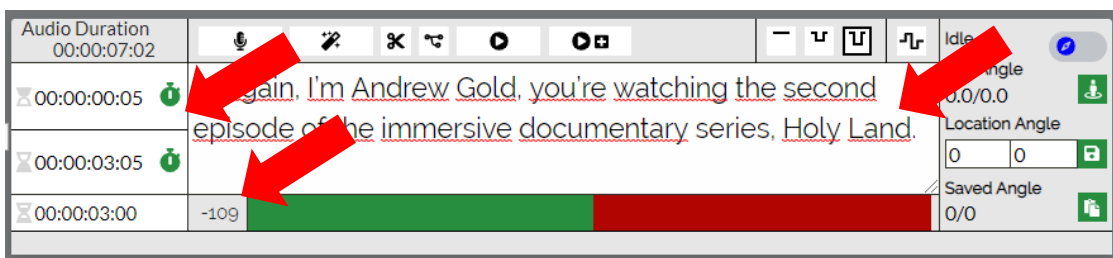 Audio Duration
00:00:07:02
Idle
00:00:00:05
gain, I'm Andrew Gold, you're watching the second
episode of the immersive documentary series, Holy Land.
00:00:03:05
00:00:03:00
-109
Angle
0.0/0.0
Location Angle
0 0
Saved Angle
0/0